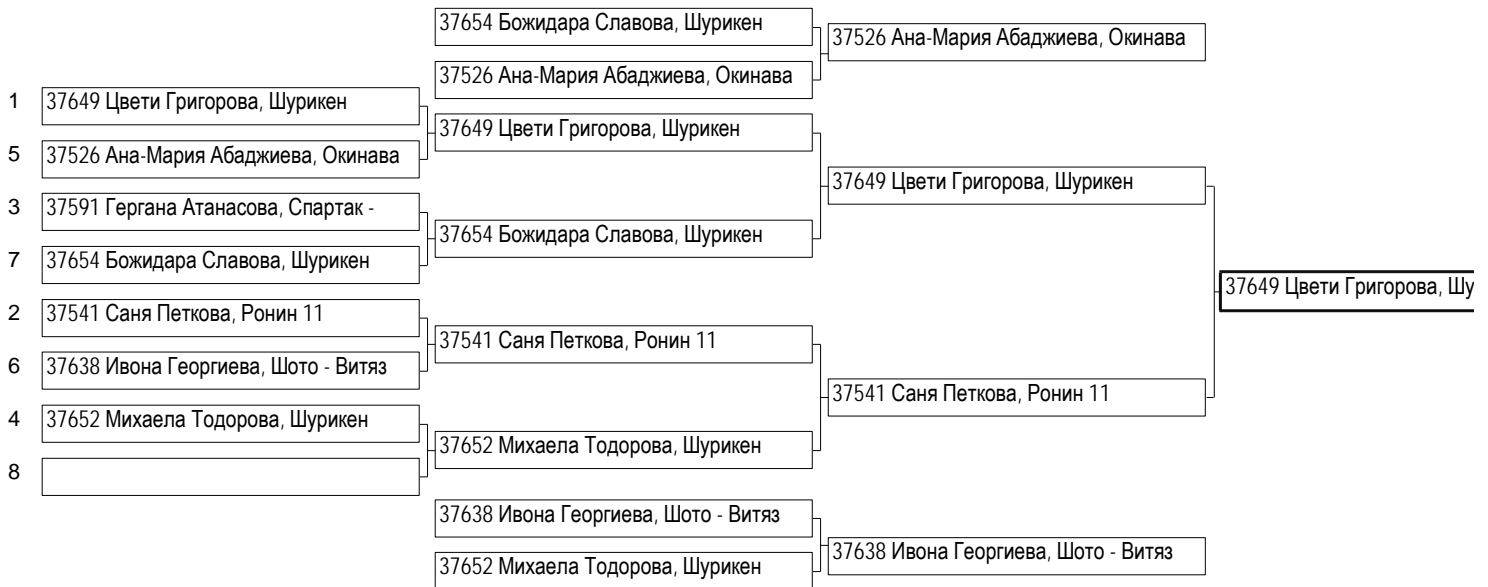 37654 Божидара Славова, Шурикен
37526 Ана-Мария Абаджиева, Окинава
37526 Ана-Мария Абаджиева, Окинава
1 37649 Цвети Григорова, Шурикен
37649 Цвети Григорова, Шурикен
5 37526 Ана-Мария Абаджиева, Окинава
37649 Цвети Григорова, Шурикен
3 37591 Гергана Атанасова, Спартак -
37654 Божидара Славова, Шурикен
7 37654 Божидара Славова, Шурикен
37649 Цвети Григорова, Шу
2 37541 Саня Петкова, Ронин 11
37541 Саня Петкова, Ронин 11
6 37638 Ивона Георгиева, Шото - Витяз
37541 Саня Петкова, Ронин 11
4 37652 Михаела Тодорова, Шурикен
37652 Михаела Тодорова, Шурикен
8
37638 Ивона Георгиева, Шото - Витяз
37638 Ивона Георгиева, Шото - Витяз
37652 Михаела Тодорова, Шурикен